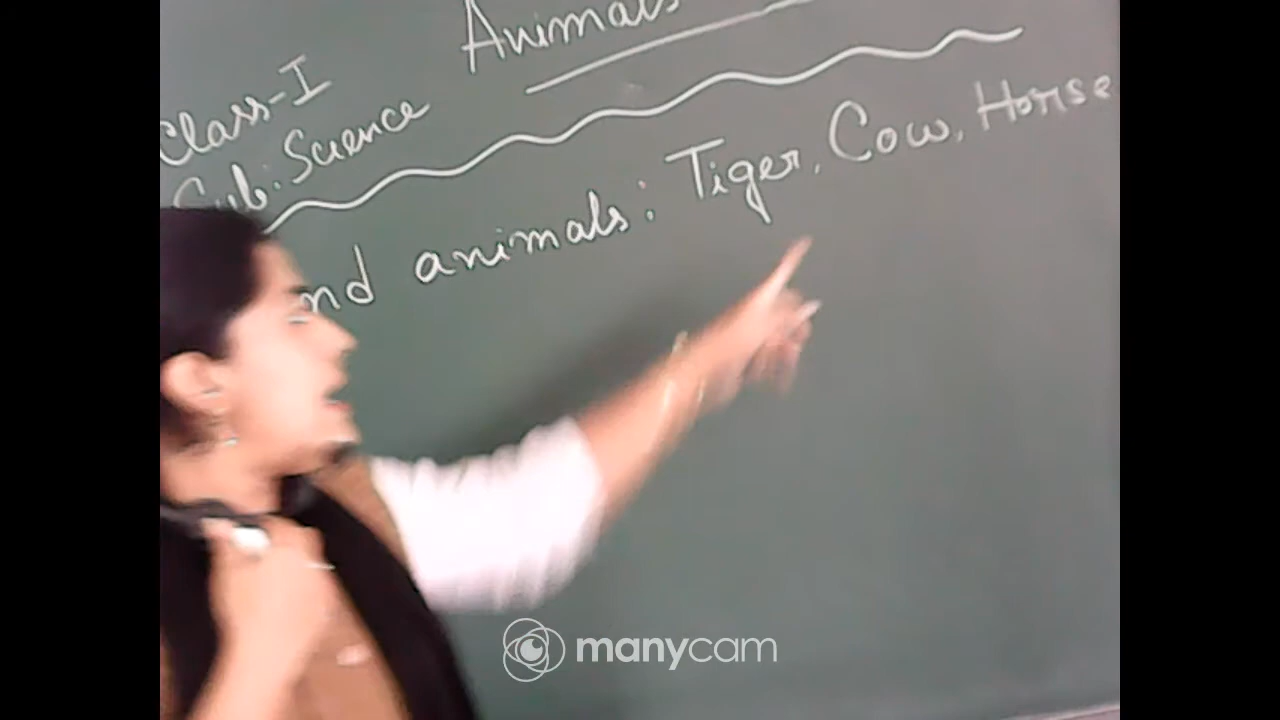 Animals
Class-I
Sub. Science
nd animals: Tiger, Cow, Horse
manycam